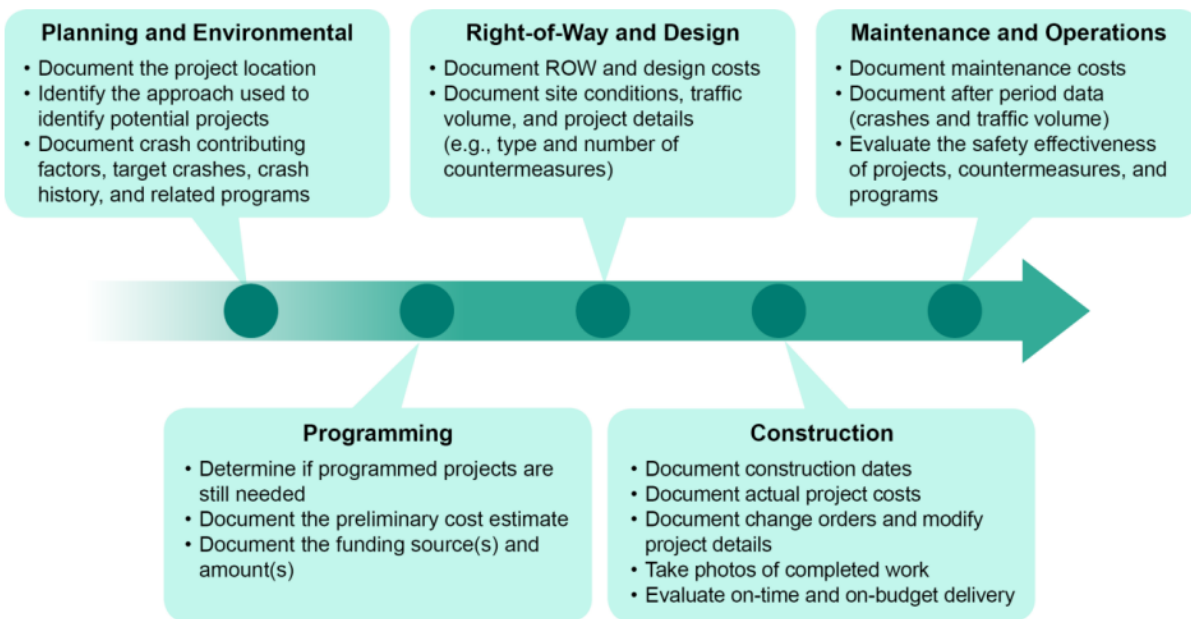 Planning and Environmental
• Document the project location
• Identify the approach used to
identify potential projects
• Document crash contributing
factors, target crashes, crash
history, and related programs
Right-of-Way and Design
• Document ROW and design costs
• Document site conditions, traffic
volume, and project details
(e.g., type and number of
countermeasures)
Maintenance and Operations
• Document maintenance costs
• Document after period data
(crashes and traffic volume)
• Evaluate the safety effectiveness
of projects, countermeasures, and
programs
Programming
• Determine if programmed projects are
still needed
• Document the preliminary cost estimate
• Document the funding source(s) and
amount(s)
Construction
• Document construction dates
• Document actual project costs
• Document change orders and modify
project details
• Take photos of completed work
• Evaluate on-time and on-budget delivery